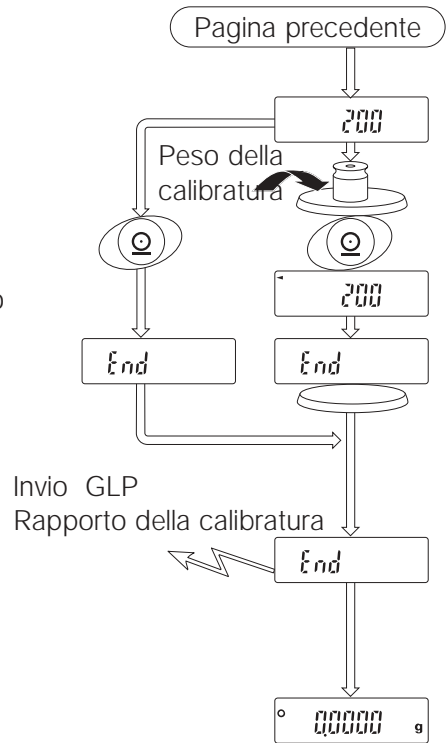 Pagina precedente
200
Peso della
calibratura
200
End
End
Invio GLP
Rapporto della calibratura
End
0.0000 g